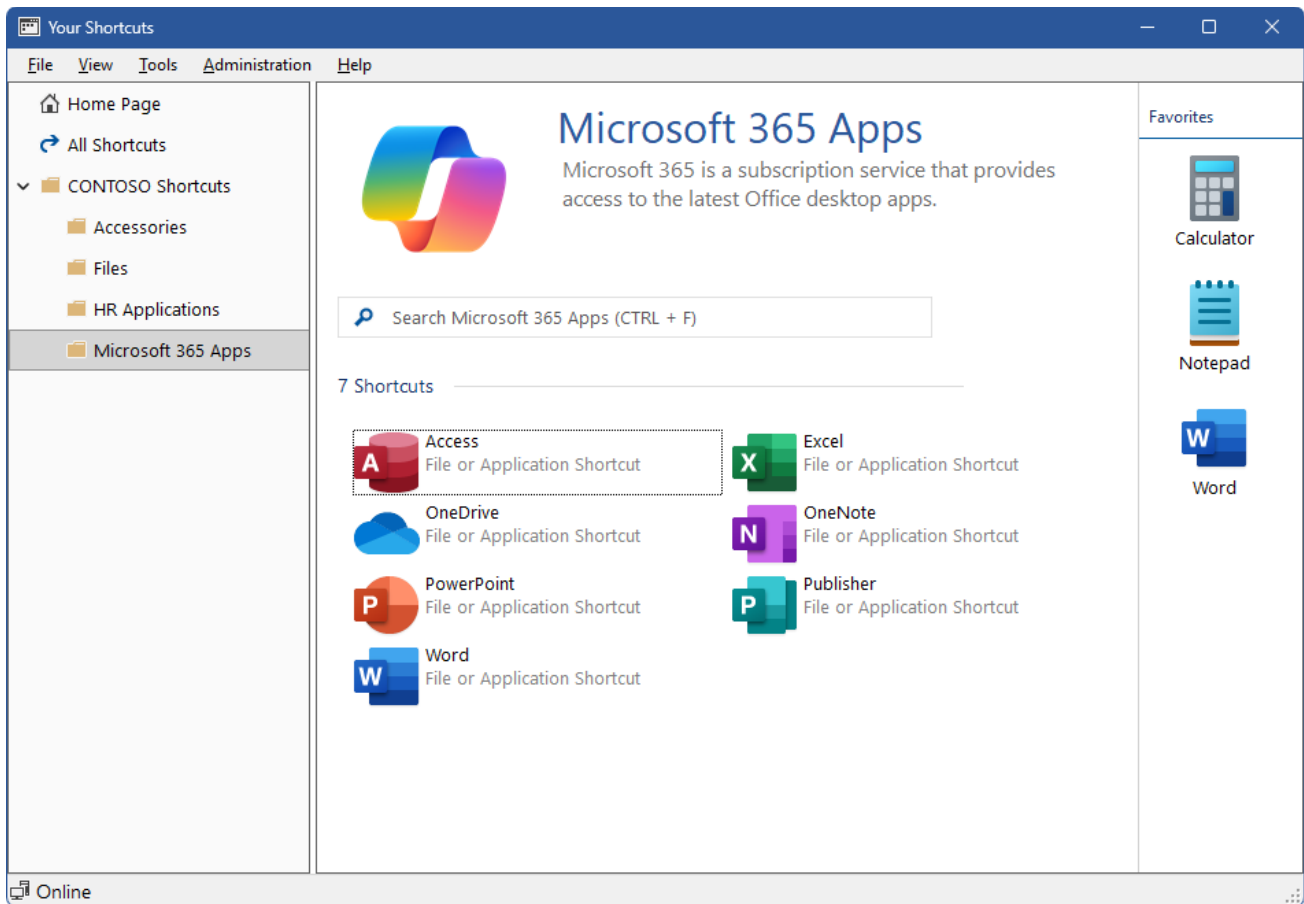 Your Shortcuts
File View Tools Administration Help
Home Page
All Shortcuts
CONTOSO Shortcuts
Accessories
Files
HR Applications
Microsoft 365 Apps
Microsoft 365 Apps
Microsoft 365 is a subscription service that provides
access to the latest Office desktop apps.
Search Microsoft 365 Apps (CTRL + F)
7 Shortcuts
A
Access
File or Application Shortcut
X
Excel
File or Application Shortcut
OneDrive
File or Application Shortcut
N
OneNote
File or Application Shortcut
P
PowerPoint
File or Application Shortcut
P
Publisher
File or Application Shortcut
W
Word
File or Application Shortcut
Favorites
Calculator
Notepad
W
Word
Online